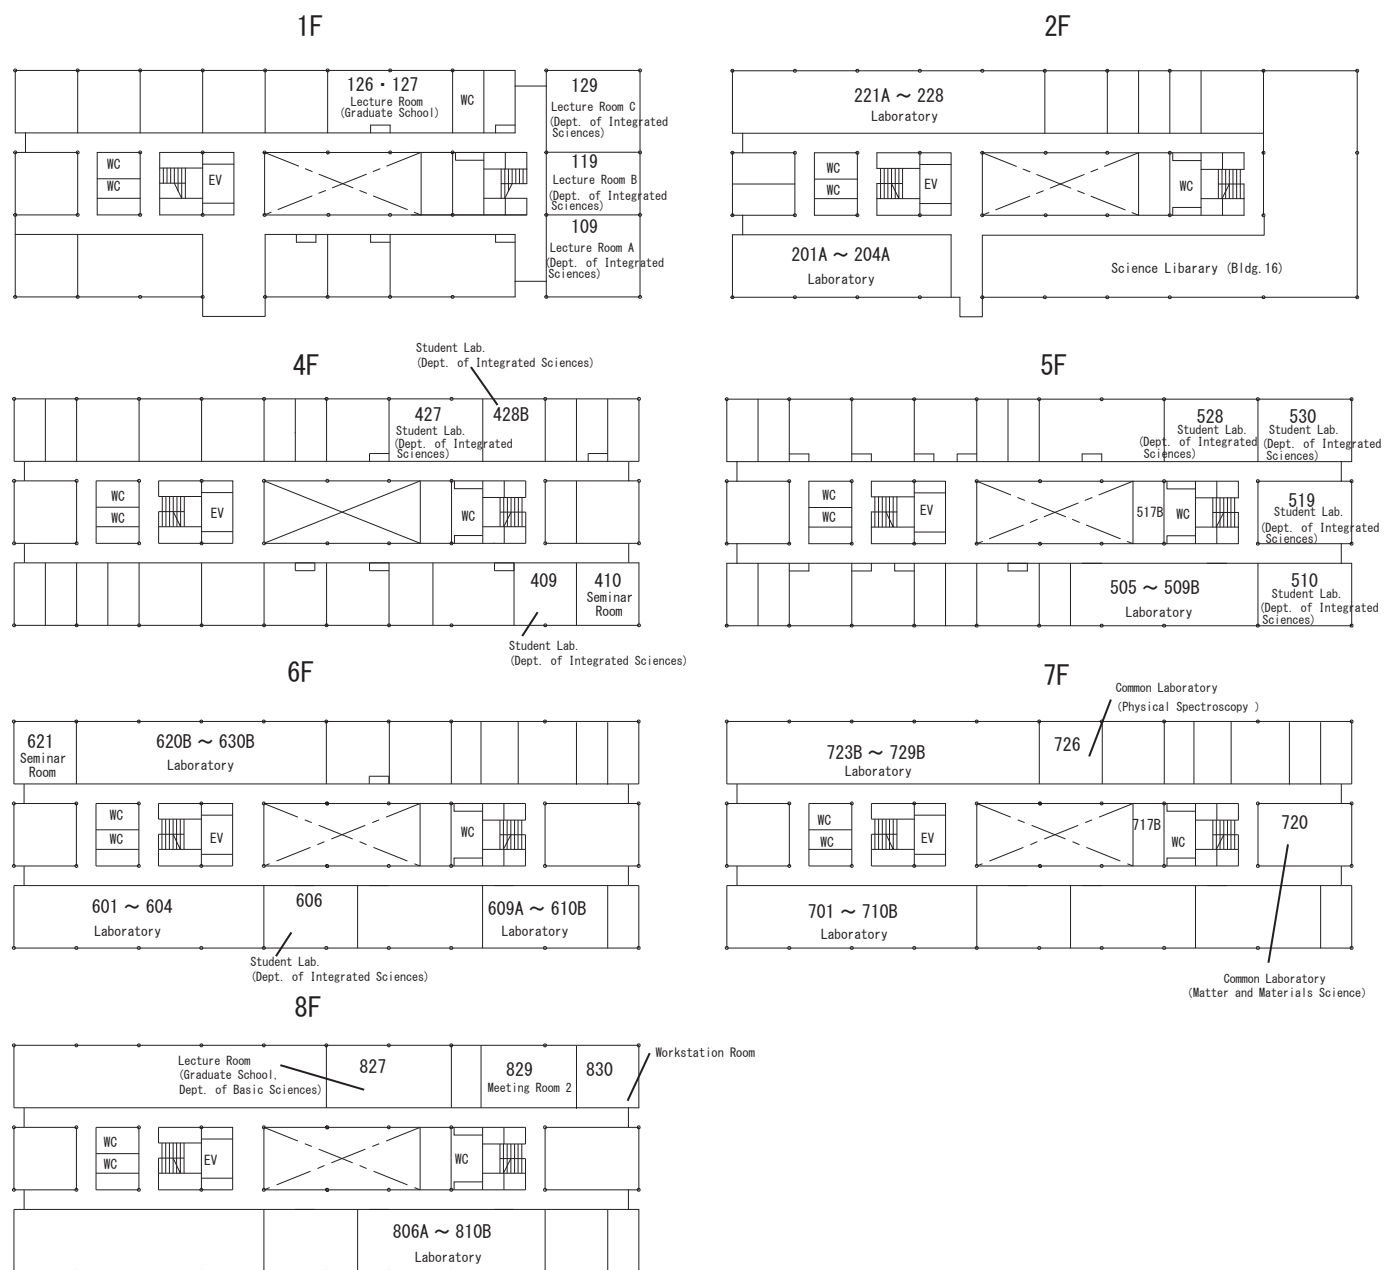 1F
126・127
Lecture Room
(Graduate School)
WC
129
Lecture Room C
(Dept. of Integrated
Sciences)
WC
WC
EV
119
Lecture Room B
(Dept. of Integrated
Sciences)
109
Lecture Room A
(Dept. of Integrated
Sciences)
2F
221A ～ 228
Laboratory
WC
WC
EV
WC
201A ～ 204A
Laboratory
Science Libarary (Bldg.16)
4F
Student Lab.
(Dept. of Integrated Sciences)
427
Student Lab.
(Dept. of Integrated
Sciences)
428B
WC
WC
EV
WC
409
410
Seminar
Room
Student Lab.
(Dept. of Integrated Sciences)
5F
528
Student Lab.
(Dept. of Integrated
Sciences)
530
Student Lab.
(Dept. of Integrated
Sciences)
WC
WC
EV
517B
WC
519
Student Lab.
(Dept. of Integrated
Sciences)
505 ～ 509B
Laboratory
510
Student Lab.
(Dept. of Integrated
Sciences)
6F
621
Seminar
Room
620B ～ 630B
Laboratory
WC
WC
EV
WC
601 ～ 604
Laboratory
606
609A ～ 610B
Laboratory
Student Lab.
(Dept. of Integrated Sciences)
7F
Common Laboratory
(Physical Spectroscopy )
723B ～ 729B
Laboratory
726
WC
WC
EV
717B
WC
720
701 ～ 710B
Laboratory
Common Laboratory
(Matter and Materials Science)
8F
Lecture Room
(Graduate School,
Dept. of Basic Sciences)
827
829
Meeting Room 2
830
Workstation Room
WC
WC
EV
WC
806A ～ 810B
Laboratory